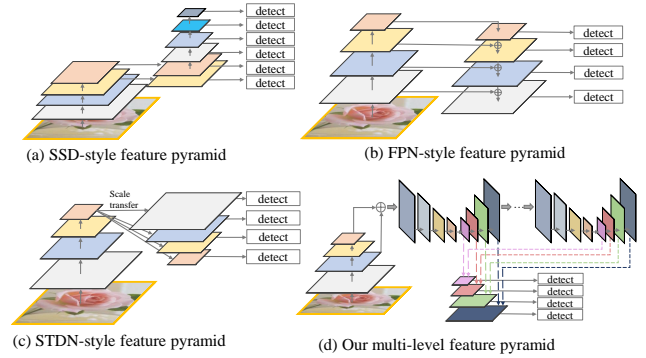 detect
detect
detect
detect
detect
detect
(a) SSD-style feature pyramid
detect
detect
detect
detect
(b) FPN-style feature pyramid
Scale
transfer
detect
detect
detect
detect
(c) STDN-style feature pyramid
...
detect
detect
detect
detect
(d) Our multi-level feature pyramid